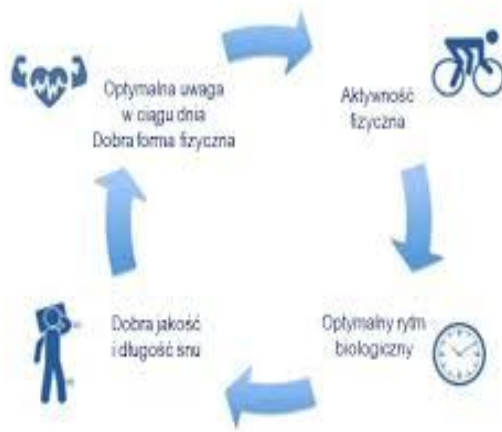 Optymalna uwaga
w ciągu dnia
Dobra forma fizyczna
Aktywność
fizyczna
Optymalny rytm
biologiczny
Dobra jakość
i długość snu